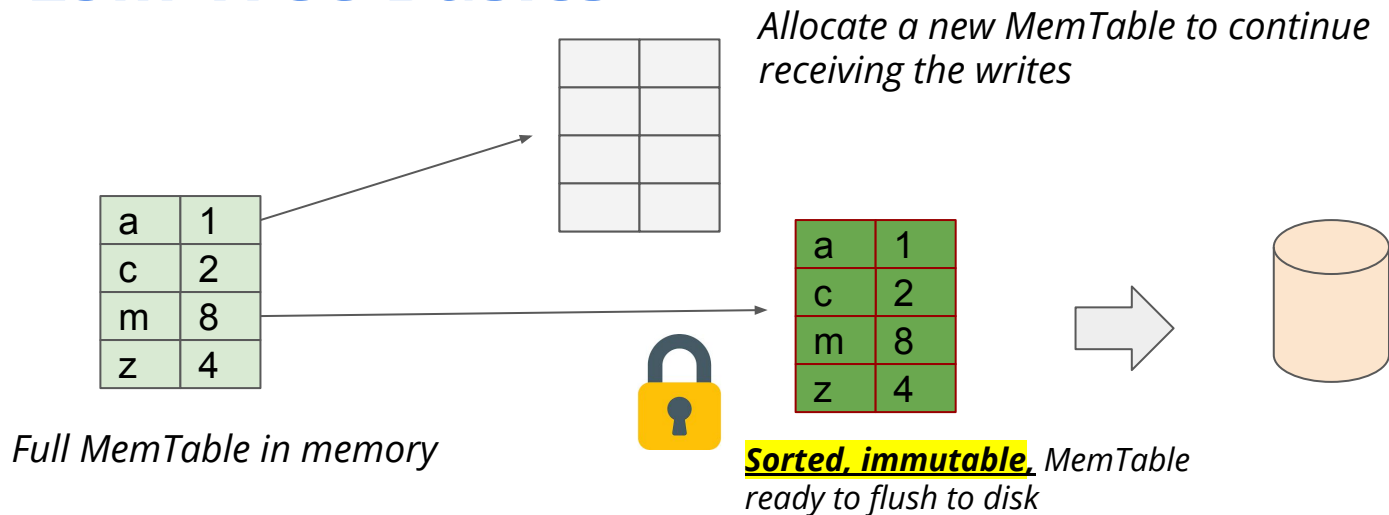 Allocate a new MemTable to continue
receiving the writes
a 1
c 2
m 8
z 4
Full MemTable in memory
a 1
c 2
m 8
z 4
Sorted, immutable, MemTable
ready to flush to disk